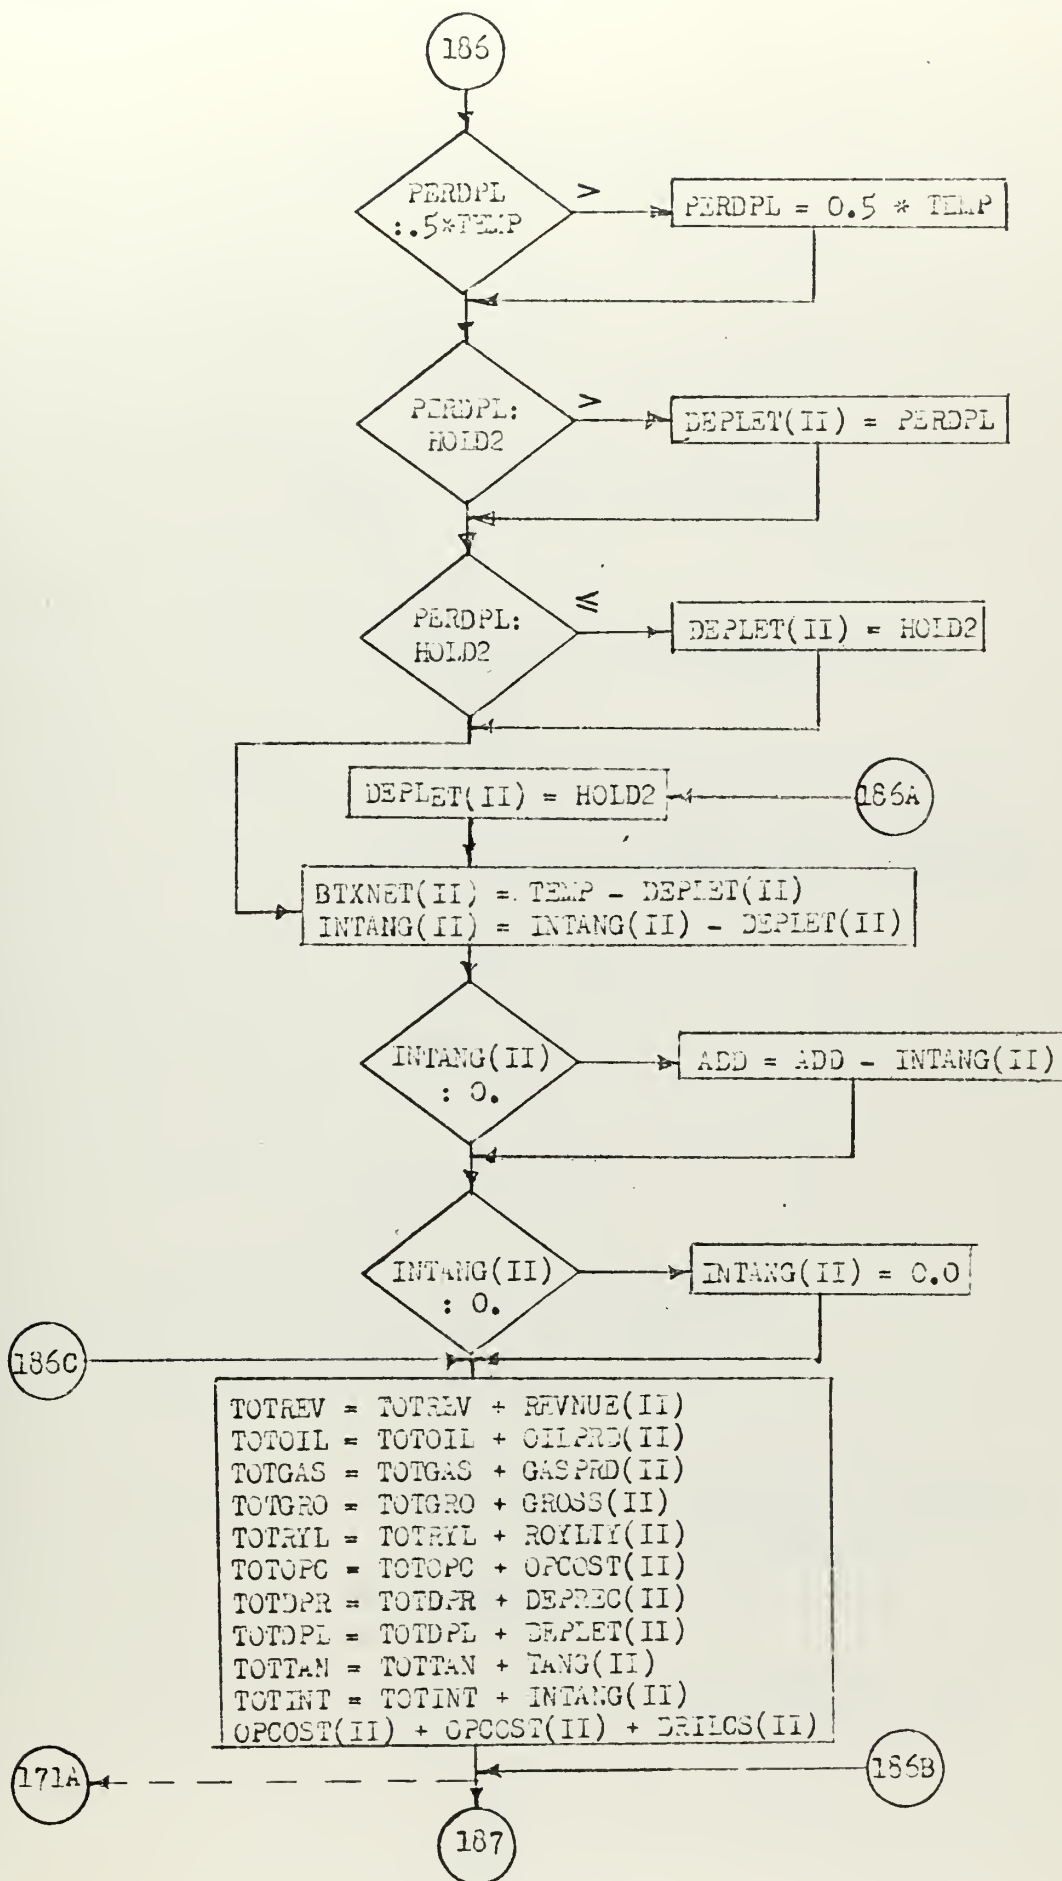 186
PERDPL
:.5*TEMP
>
PERDPL = 0.5 * TEMP
PERDPL:
HOLD2
>
DEPLET(II) = PERDPL
PERDPL:
HOLD2
≤
DEPLET(II) = HOLD2
DEPLET(II) = HOLD2
186A
BTXNET(II) = TEMP - DEPLET(II)
INTANG(II) = INTANG(II) - DEPLET(II)
INTANG(II)
: 0.
ADD = ADD - INTANG(II)
INTANG(II)
: 0.
INTANG(II) = 0.0
186C
TOTREV = TOTREV + REVNUE(II)
TOTOIL = TOTOIL + OILPRD(II)
TOTGAS = TOTGAS + GASPRD(II)
TOTGRO = TOTGRO + GROSS(II)
TOTRYL = TOTRYL + ROYLTY(II)
TOTOPC = TOTOPC + OPCOST(II)
TOTDPR = TOTDPR + DEPREC(II)
TOTDPL = TOTDPL + DEPLET(II)
TOTTAN = TOTTAN + TANG(II)
TOTINT = TOTINT + INTANG(II)
OPCOST(II) + OPCOST(II) + DRILCS(II)
186B
171A
187